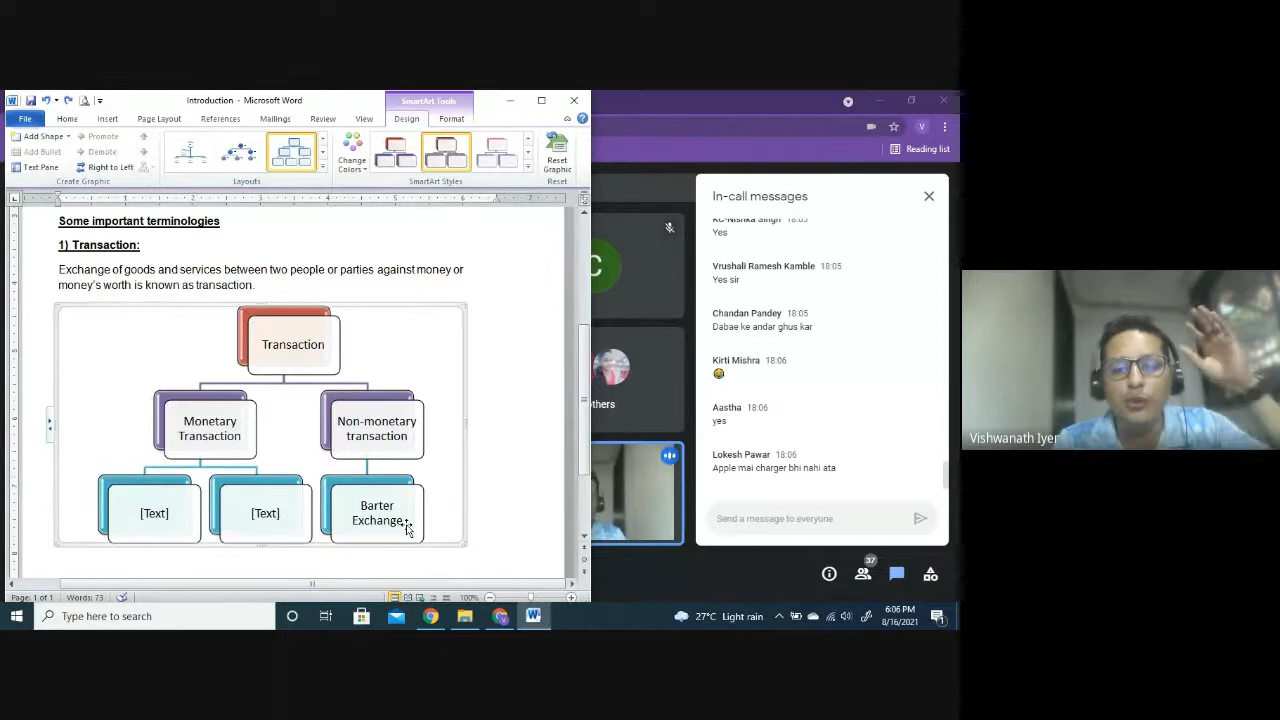 Introduction - Microsoft Word
SmartArt Tools
File Home Insert Page Layout References Mailings Review View Design Format
Add Shape Promote
Add Bullet Demote
Text Pane Right to Left
Create Graphic
Layouts
Change Colors
SmartArt Styles
Reset Graphic
Reset
Some important terminologies
1) Transaction:
Exchange of goods and services between two people or parties against money or
money's worth is known as transaction.
Transaction
Monetary
Transaction
Non-monetary
transaction
[Text]
[Text]
Barter
Exchange
Page: 1 of 1 Words: 73 100%
V
Reading list
C
thers
In-call messages
KC-Nishka Singh 18:05
Yes
Vrushali Ramesh Kamble 18:05
Yes sir
Chandan Pandey 18:05
Dabae ke andar ghus kar
Kirti Mishra 18:06
Aastha 18:06
yes
Lokesh Pawar 18:06
Apple mai charger bhi nahi ata
Send a message to everyone
37
Vishwanath Iyer
Type here to search
27°C Light rain
6:06 PM
8/16/2021
1